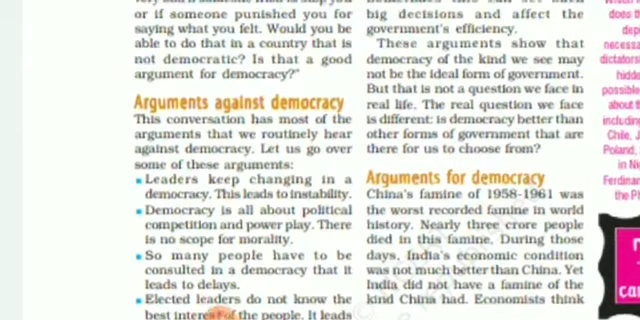 or if someone punished you for
saying what you felt. Would you be
able to do that in a country that is
not democratic? Is that a good
argument for democracy?"
Arguments against democracy
This conversation has most of the
arguments that we routinely hear
against democracy. Let us go over
some of these arguments:
Leaders keep changing in a
democracy. This leads to instability.
Democracy is all about political
competition and power play. There
is no scope for morality.
So many people have to be
consulted in a democracy that it
leads to delays.
Elected leaders do not know the
best interest of the people. It leads
big decisions and affect the
government's efficiency.
These arguments show that
democracy of the kind we see may
not be the ideal form of government.
But that is not a question we face in
real life. The real question we face
is different: is democracy better than
other forms of government that are
there for us to choose from?
Arguments for democracy
China's famine of 1958-1961 was
the worst recorded famine in world
history. Nearly three crore people
died in this famine. During those
days, India's economic condition
was not much better than China. Yet
India did not have a famine of the
kind China had. Economists think
does th
depi
necessa
dictators
hidde
possible
about t
including
Chile, J
Poland,
in Ni
Ferdinan
the Ph
car